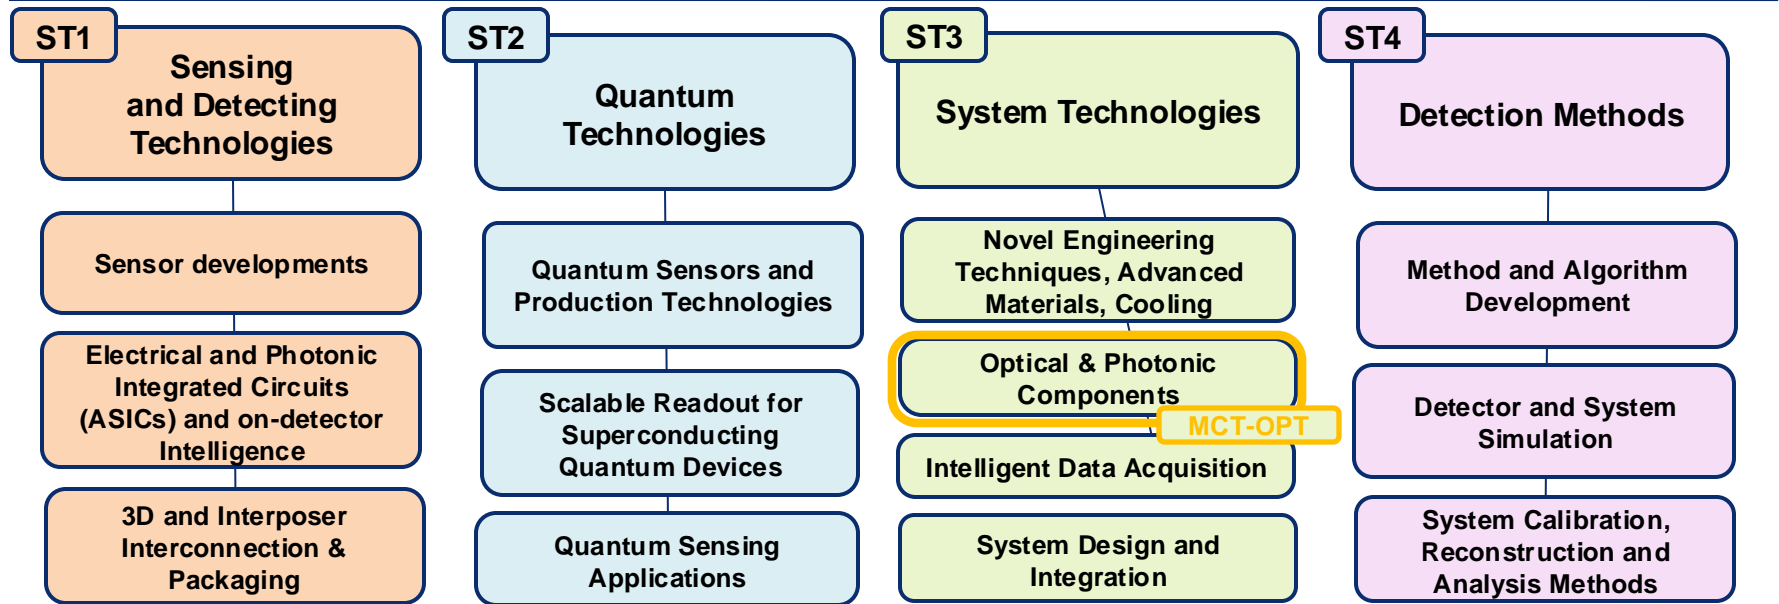 ST1
Sensing
and Detecting
Technologies
Sensor developments
Electrical and Photonic
Integrated Circuits
(ASICs) and on-detector
Intelligence
3D and Interposer
Interconnection &
Packaging
ST2
Quantum
Technologies
Quantum Sensors and
Production Technologies
Scalable Readout for
Superconducting
Quantum Devices
Quantum Sensing
Applications
ST3
System Technologies
Novel Engineering
Techniques, Advanced
Materials, Cooling
Optical & Photonic
Components
MCT-OPT
Intelligent Data Acquisition
System Design and
Integration
ST4
Detection Methods
Method and Algorithm
Development
Detector and System
Simulation
System Calibration,
Reconstruction and
Analysis Methods